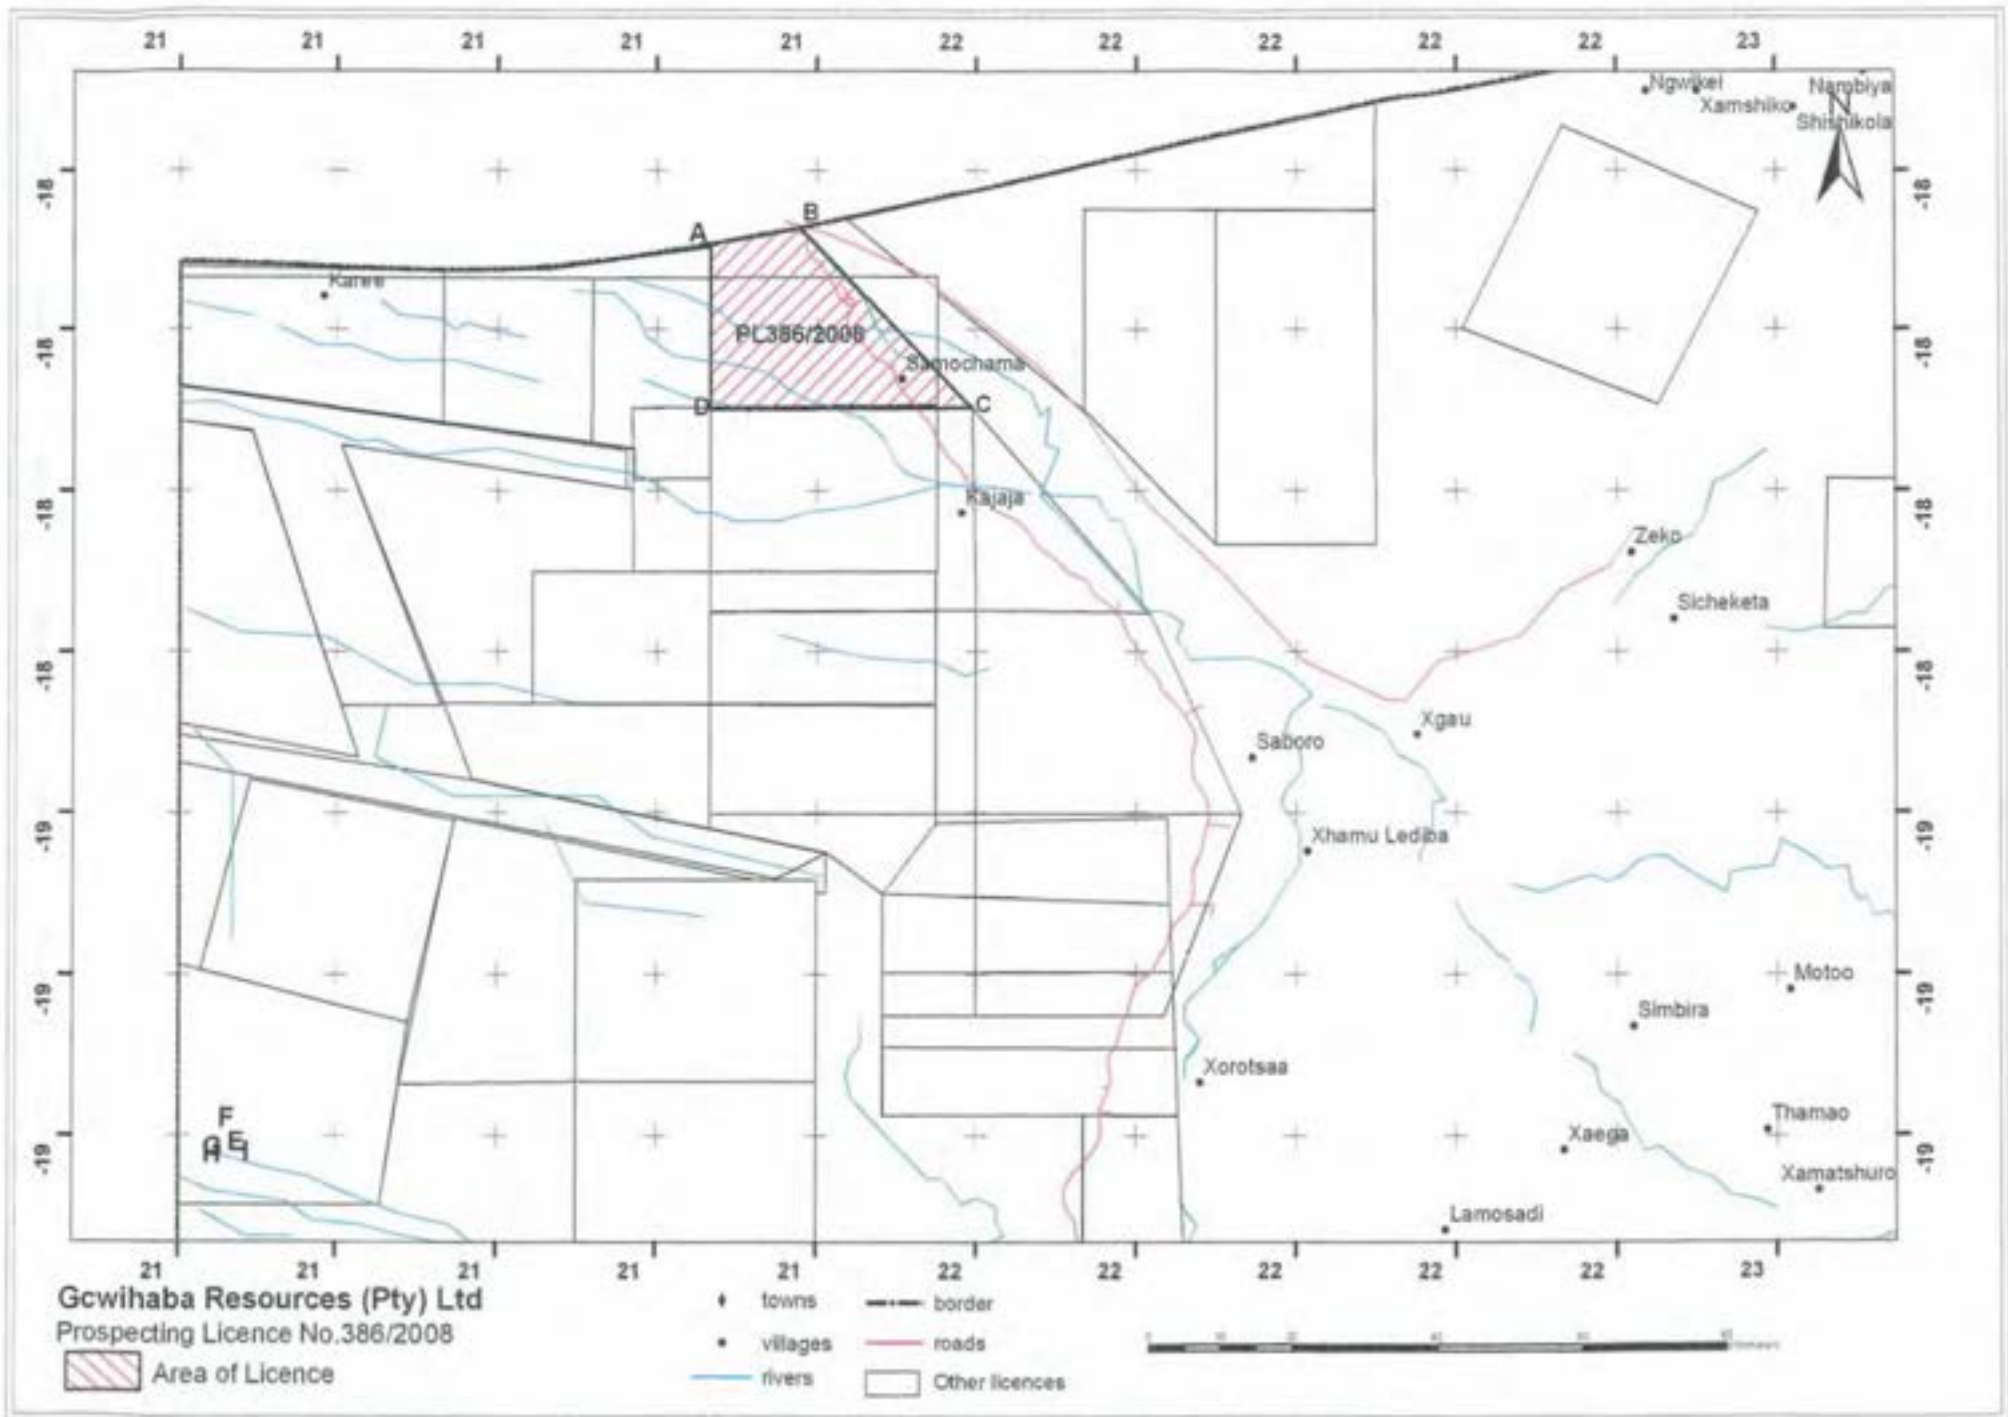 21 21 21 21 21 22 22 22 22 22 23
Ngwikei
Nambiya
Xamshiko
N
Shishikola
-18 -18
B
A
Karee
PL386/2008
-18 -18
Samochama
D C
-18 -18
Kajaja
Zeko
Sicheketa
-18 -18
Xgau
Saboro
-19 -19
Xhamu Lediba
Motoo
-19 -19
Simbira
Xorotsaa
F
Thamao
E
G
Xaega
-19 -19
H I
Xamatshuro
Lamosadi
21 21 21 21 21 22 22 22 22 22 23
Gcwihaba Resources (Pty) Ltd
Prospecting Licence No.386/2008
Area of Licence
towns border
villages roads
rivers Other licences